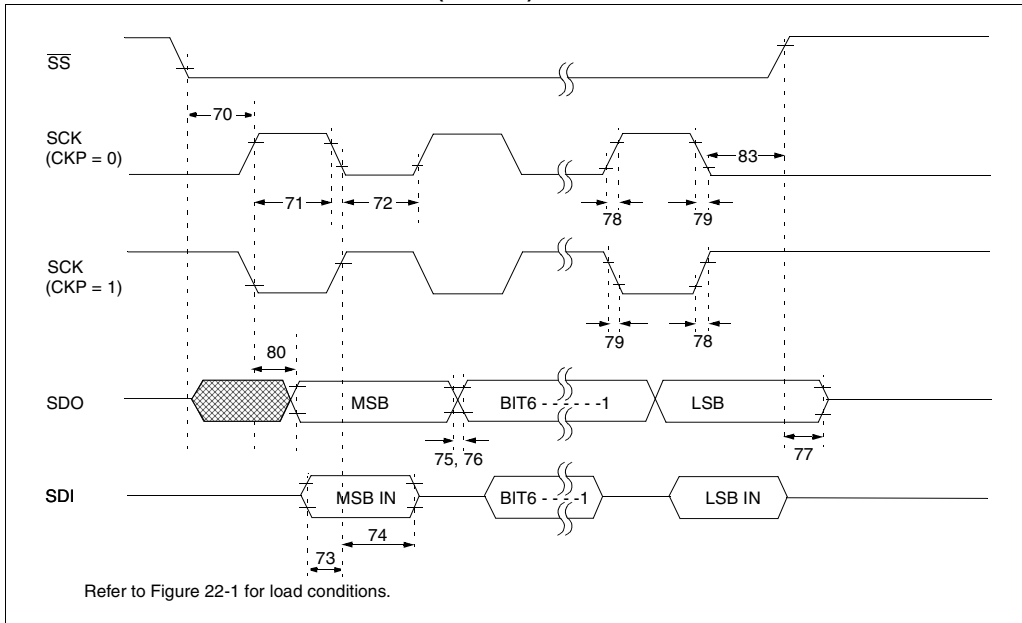 SS
70
SCK
(CKP = 0)
83
71
72
78
79
SCK
(CKP = 1)
79
78
80
SDO
MSB
BIT6 - - - - - -1
LSB
75, 76
77
SDI
MSB IN
BIT6 - - - -1
LSB IN
74
73
Refer to Figure 22-1 for load conditions.